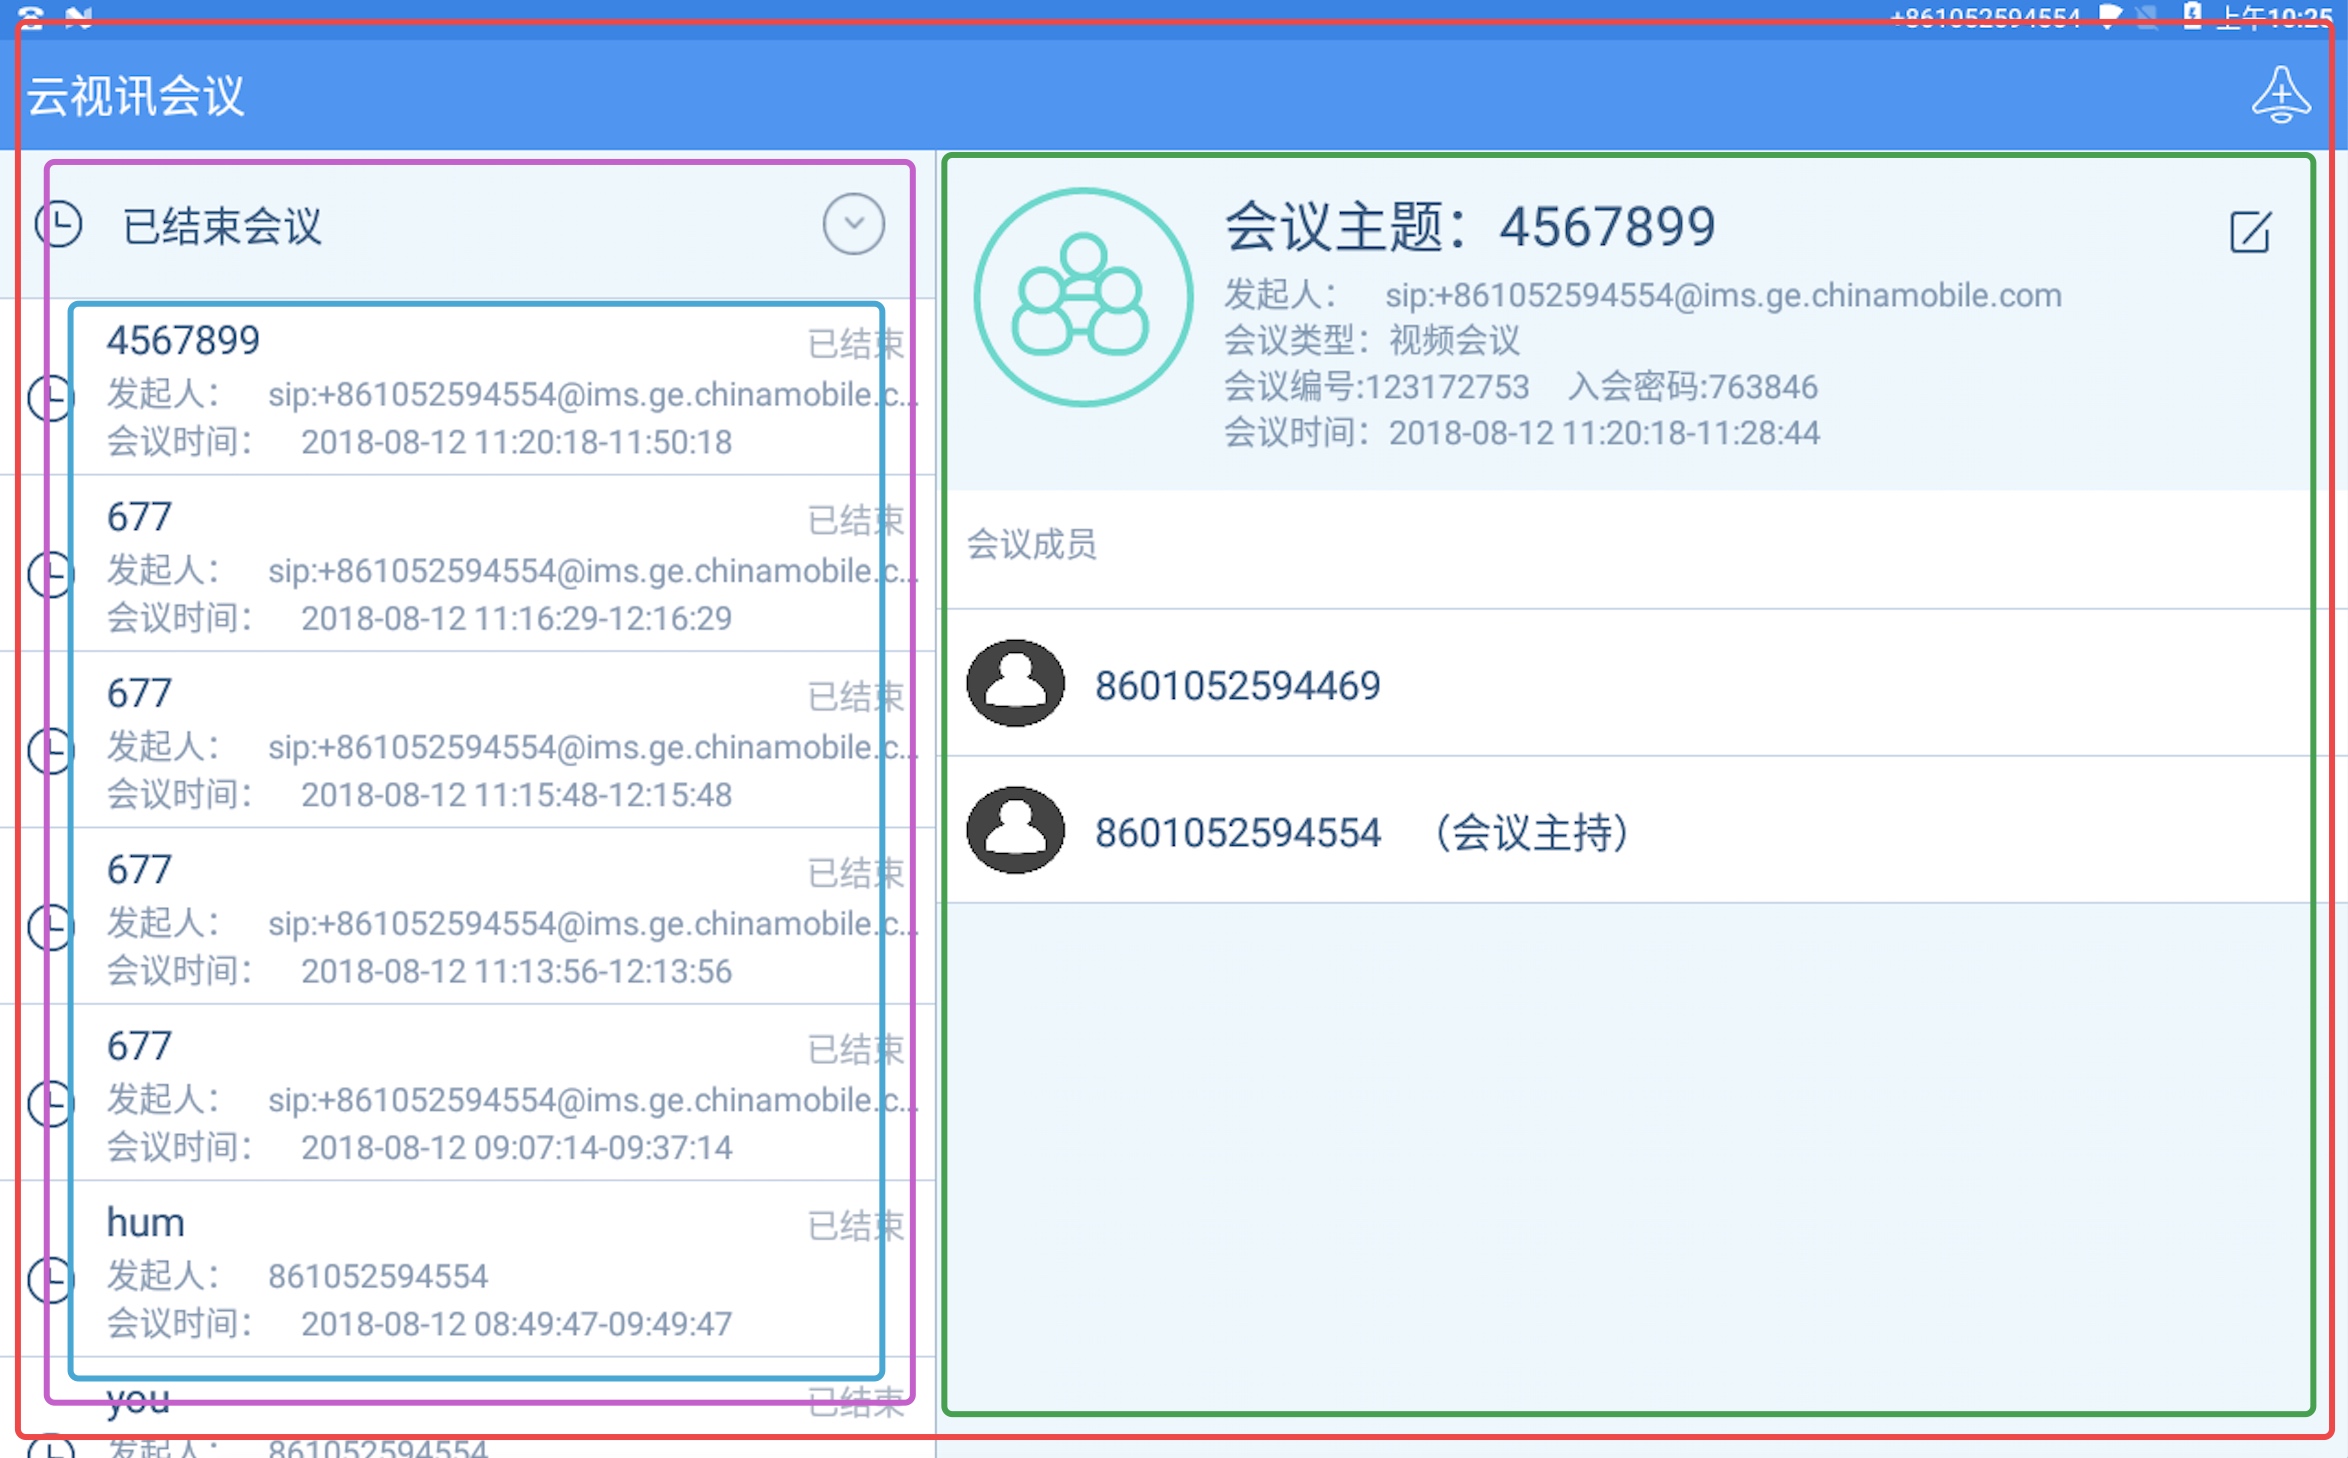 +861052594554 上午10:25
云视讯会议
已结束会议
4567899 已结束
发起人： sip:+861052594554@ims.ge.chinamobile.c...
会议时间： 2018-08-12 11:20:18-11:50:18
677 已结束
发起人： sip:+861052594554@ims.ge.chinamobile.c...
会议时间： 2018-08-12 11:16:29-12:16:29
677 已结束
发起人： sip:+861052594554@ims.ge.chinamobile.c...
会议时间： 2018-08-12 11:15:48-12:15:48
677 已结束
发起人： sip:+861052594554@ims.ge.chinamobile.c...
会议时间： 2018-08-12 11:13:56-12:13:56
677 已结束
发起人： sip:+861052594554@ims.ge.chinamobile.c...
会议时间： 2018-08-12 09:07:14-09:37:14
hum 已结束
发起人： 861052594554
会议时间： 2018-08-12 08:49:47-09:49:47
you 已结束
发起人： 861052594554
会议主题：4567899
发起人： sip:+861052594554@ims.ge.chinamobile.com
会议类型：视频会议
会议编号:123172753 入会密码:763846
会议时间：2018-08-12 11:20:18-11:28:44
会议成员
8601052594469
8601052594554 （会议主持）